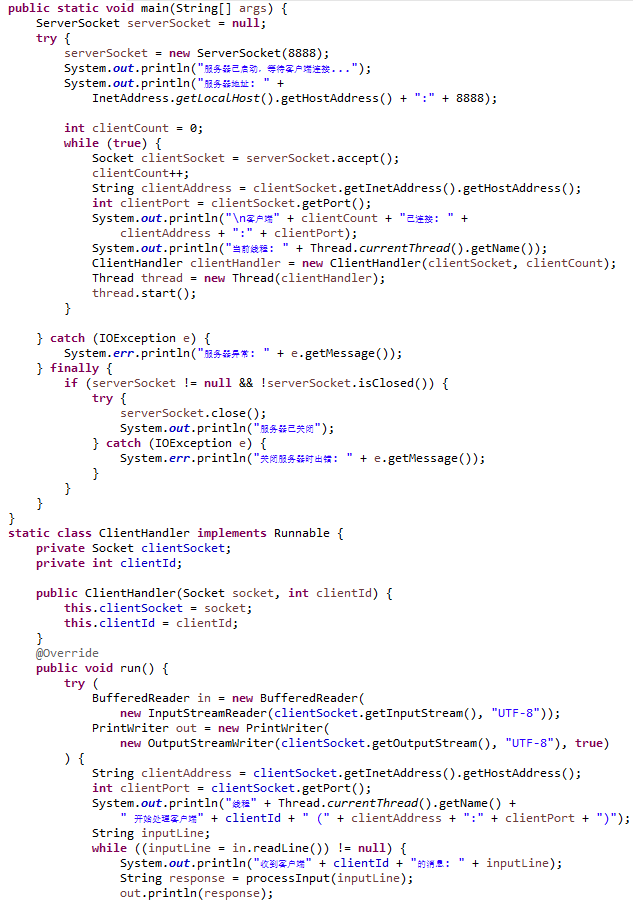 public static void main(String[] args) {
    ServerSocket serverSocket = null;
    try {
        serverSocket = new ServerSocket(8888);
        System.out.println("服务器已启动，等待客户端连接...");
        System.out.println("服务器地址: " +
            InetAddress.getLocalHost().getHostAddress() + ":" + 8888);

        int clientCount = 0;
        while (true) {
            Socket clientSocket = serverSocket.accept();
            clientCount++;
            String clientAddress = clientSocket.getInetAddress().getHostAddress();
            int clientPort = clientSocket.getPort();
            System.out.println("\n客户端" + clientCount + "已连接: " +
                clientAddress + ":" + clientPort);
            System.out.println("当前线程: " + Thread.currentThread().getName());
            ClientHandler clientHandler = new ClientHandler(clientSocket, clientCount);
            Thread thread = new Thread(clientHandler);
            thread.start();
        }

    } catch (IOException e) {
        System.err.println("服务器异常: " + e.getMessage());
    } finally {
        if (serverSocket != null && !serverSocket.isClosed()) {
            try {
                serverSocket.close();
                System.out.println("服务器已关闭");
            } catch (IOException e) {
                System.err.println("关闭服务器时出错: " + e.getMessage());
            }
        }
    }
}
static class ClientHandler implements Runnable {
    private Socket clientSocket;
    private int clientId;

    public ClientHandler(Socket socket, int clientId) {
        this.clientSocket = socket;
        this.clientId = clientId;
    }
    @Override
    public void run() {
        try (
            BufferedReader in = new BufferedReader(
                new InputStreamReader(clientSocket.getInputStream(), "UTF-8"));
            PrintWriter out = new PrintWriter(
                new OutputStreamWriter(clientSocket.getOutputStream(), "UTF-8"), true)
        ) {
            String clientAddress = clientSocket.getInetAddress().getHostAddress();
            int clientPort = clientSocket.getPort();
            System.out.println("线程" + Thread.currentThread().getName() +
                " 开始处理客户端" + clientId + " (" + clientAddress + ":" + clientPort + ")");
            String inputLine;
            while ((inputLine = in.readLine()) != null) {
                System.out.println("收到客户端" + clientId + "的消息: " + inputLine);
                String response = processInput(inputLine);
                out.println(response);